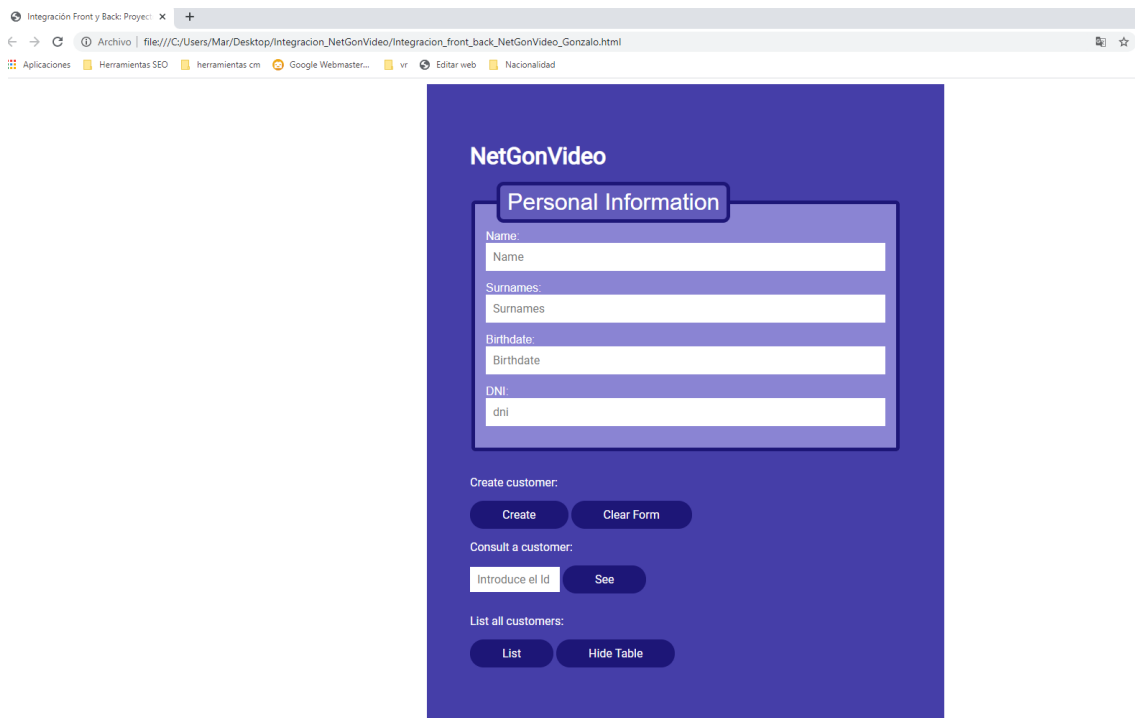 Integración Front y Back: Proyect
Archivo | file:///C:/Users/Mar/Desktop/Integracion_NetGonVideo/Integracion_front_back_NetGonVideo_Gonzalo.html
Aplicaciones Herramientas SEO herramientas cm Google Webmaster... vr Editar web Nacionalidad
NetGonVideo
Personal Information
Name:
Name
Surnames:
Surnames
Birthdate:
Birthdate
DNI:
dni
Create customer:
Create Clear Form
Consult a customer:
Introduce el Id See
List all customers:
List Hide Table